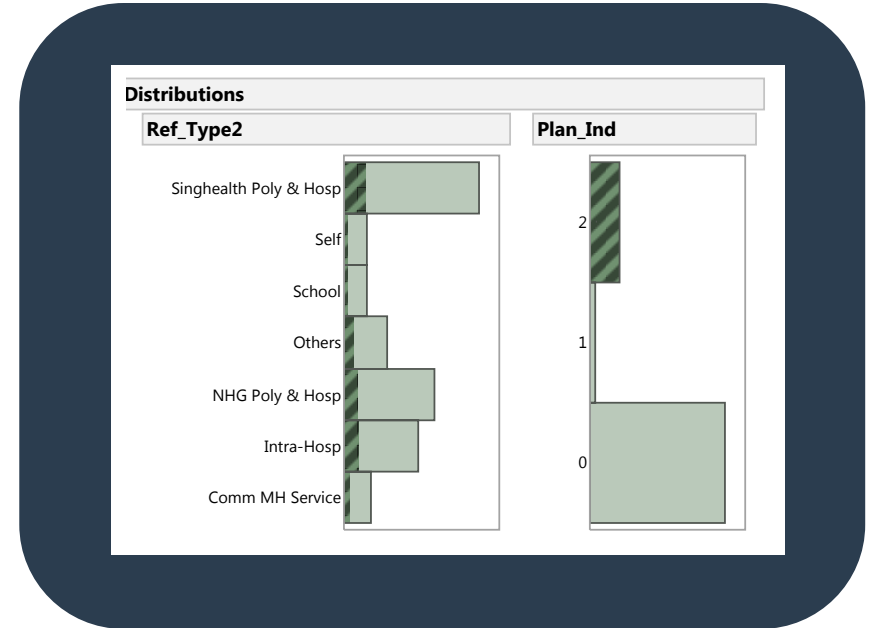 Distributions
Ref_Type2
Singhealth Poly & Hosp
Self
School
Others
NHG Poly & Hosp
Intra-Hosp
Comm MH Service
Plan_Ind
2
1
0